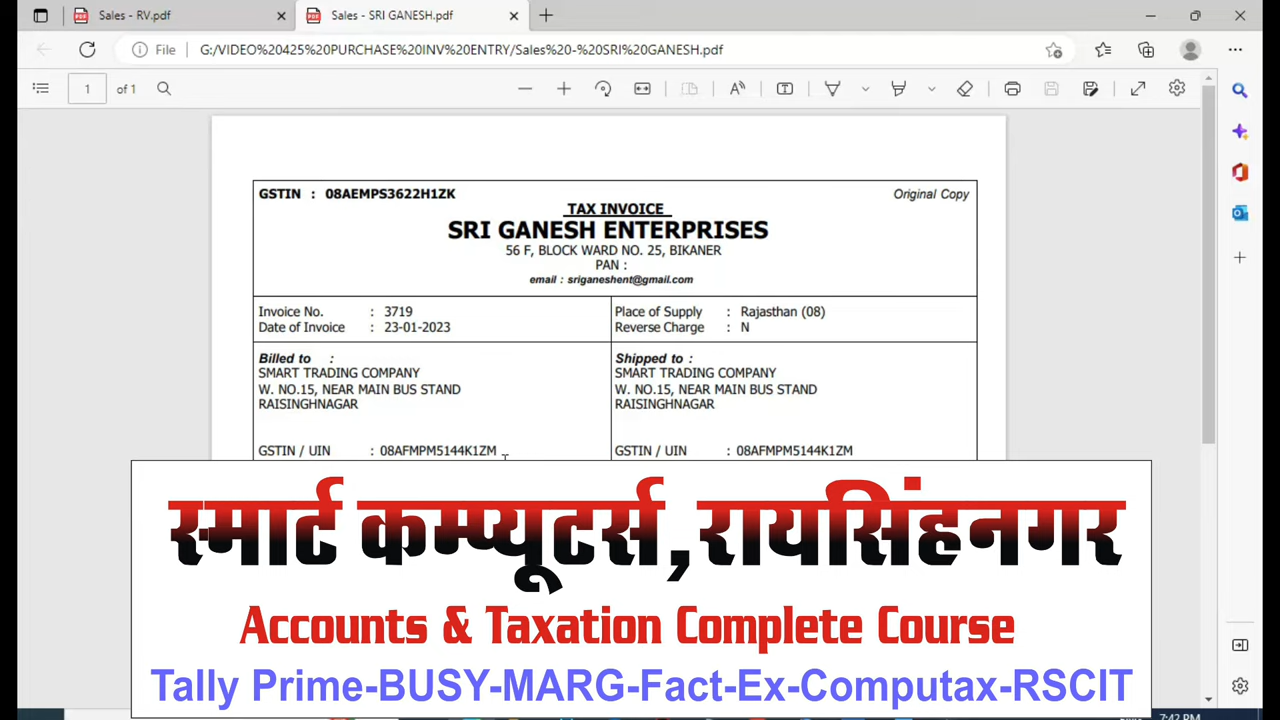 Sales - RV.pdf
Sales - SRI GANESH.pdf
File G:/VIDEO%20425%20PURCHASE%20INV%20ENTRY/Sales%20-%20SRI%20GANESH.pdf
1 of 1
GSTIN : 08AEMPS3622H1ZK
Original Copy
TAX INVOICE
SRI GANESH ENTERPRISES
56 F, BLOCK WARD NO. 25, BIKANER
PAN :
email : sriganeshent@gmail.com
Invoice No. : 3719
Date of Invoice : 23-01-2023
Place of Supply : Rajasthan (08)
Reverse Charge : N
Billed to :
SMART TRADING COMPANY
W. NO.15, NEAR MAIN BUS STAND
RAISINGHNAGAR
GSTIN / UIN : 08AFMPM5144K1ZM
Shipped to :
SMART TRADING COMPANY
W. NO.15, NEAR MAIN BUS STAND
RAISINGHNAGAR
GSTIN / UIN : 08AFMPM5144K1ZM
स्मार्ट कम्प्यूटर्स,रायसिंहनगर
Accounts & Taxation Complete Course
Tally Prime-BUSY-MARG-Fact-Ex-Computax-RSCIT
7:42 PM